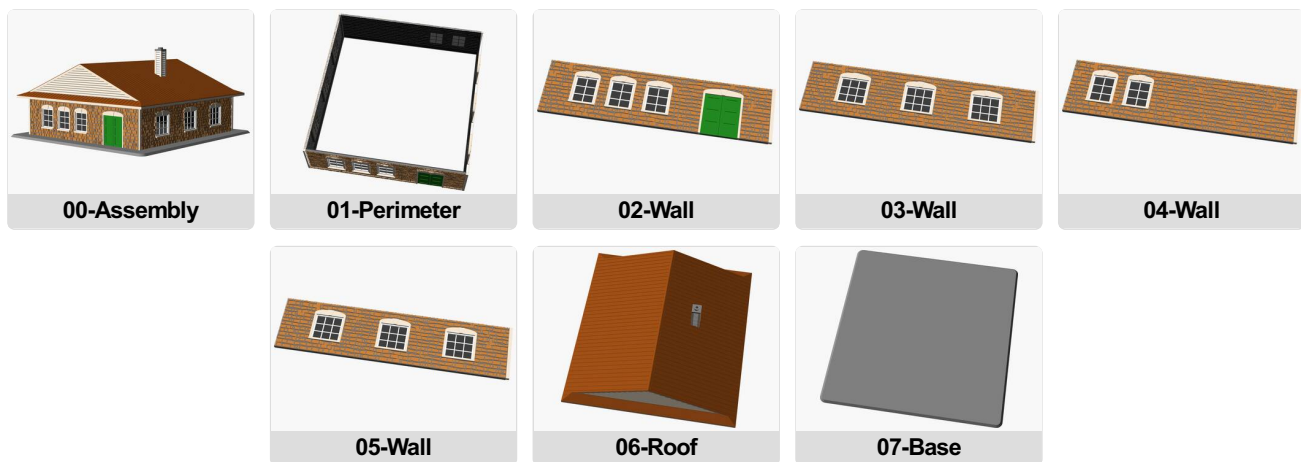 00-Assembly
01-Perimeter
02-Wall
03-Wall
04-Wall
05-Wall
06-Roof
07-Base